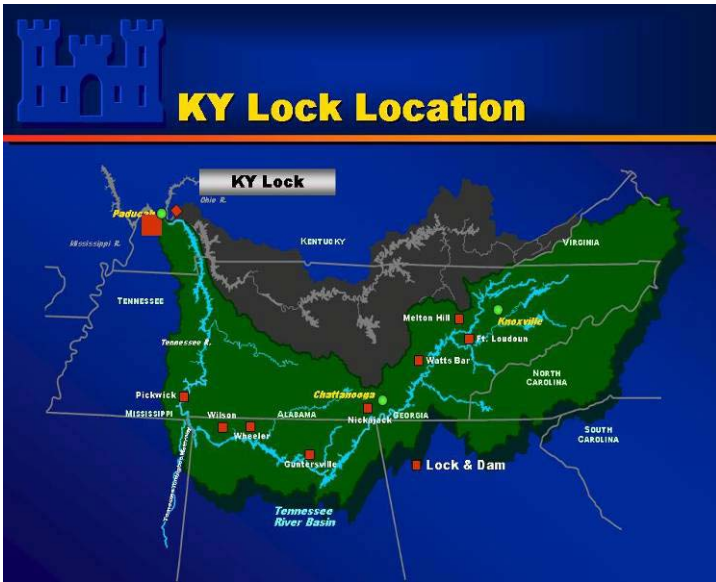 KY Lock Location
KY Lock
Ohio R.
Paducah
Mississippi R.
KENTUCKY
VIRGINIA
TENNESSEE
Melton Hill
Knoxville
Tennessee R.
Ft. Loudoun
Watts Bar
NORTH
CAROLINA
Pickwick
Chattanooga
MISSISSIPPI
Wilson
ALABAMA
Nickajack
GEORGIA
Wheeler
SOUTH
CAROLINA
Guntersville
Lock & Dam
Tennessee
River Basin